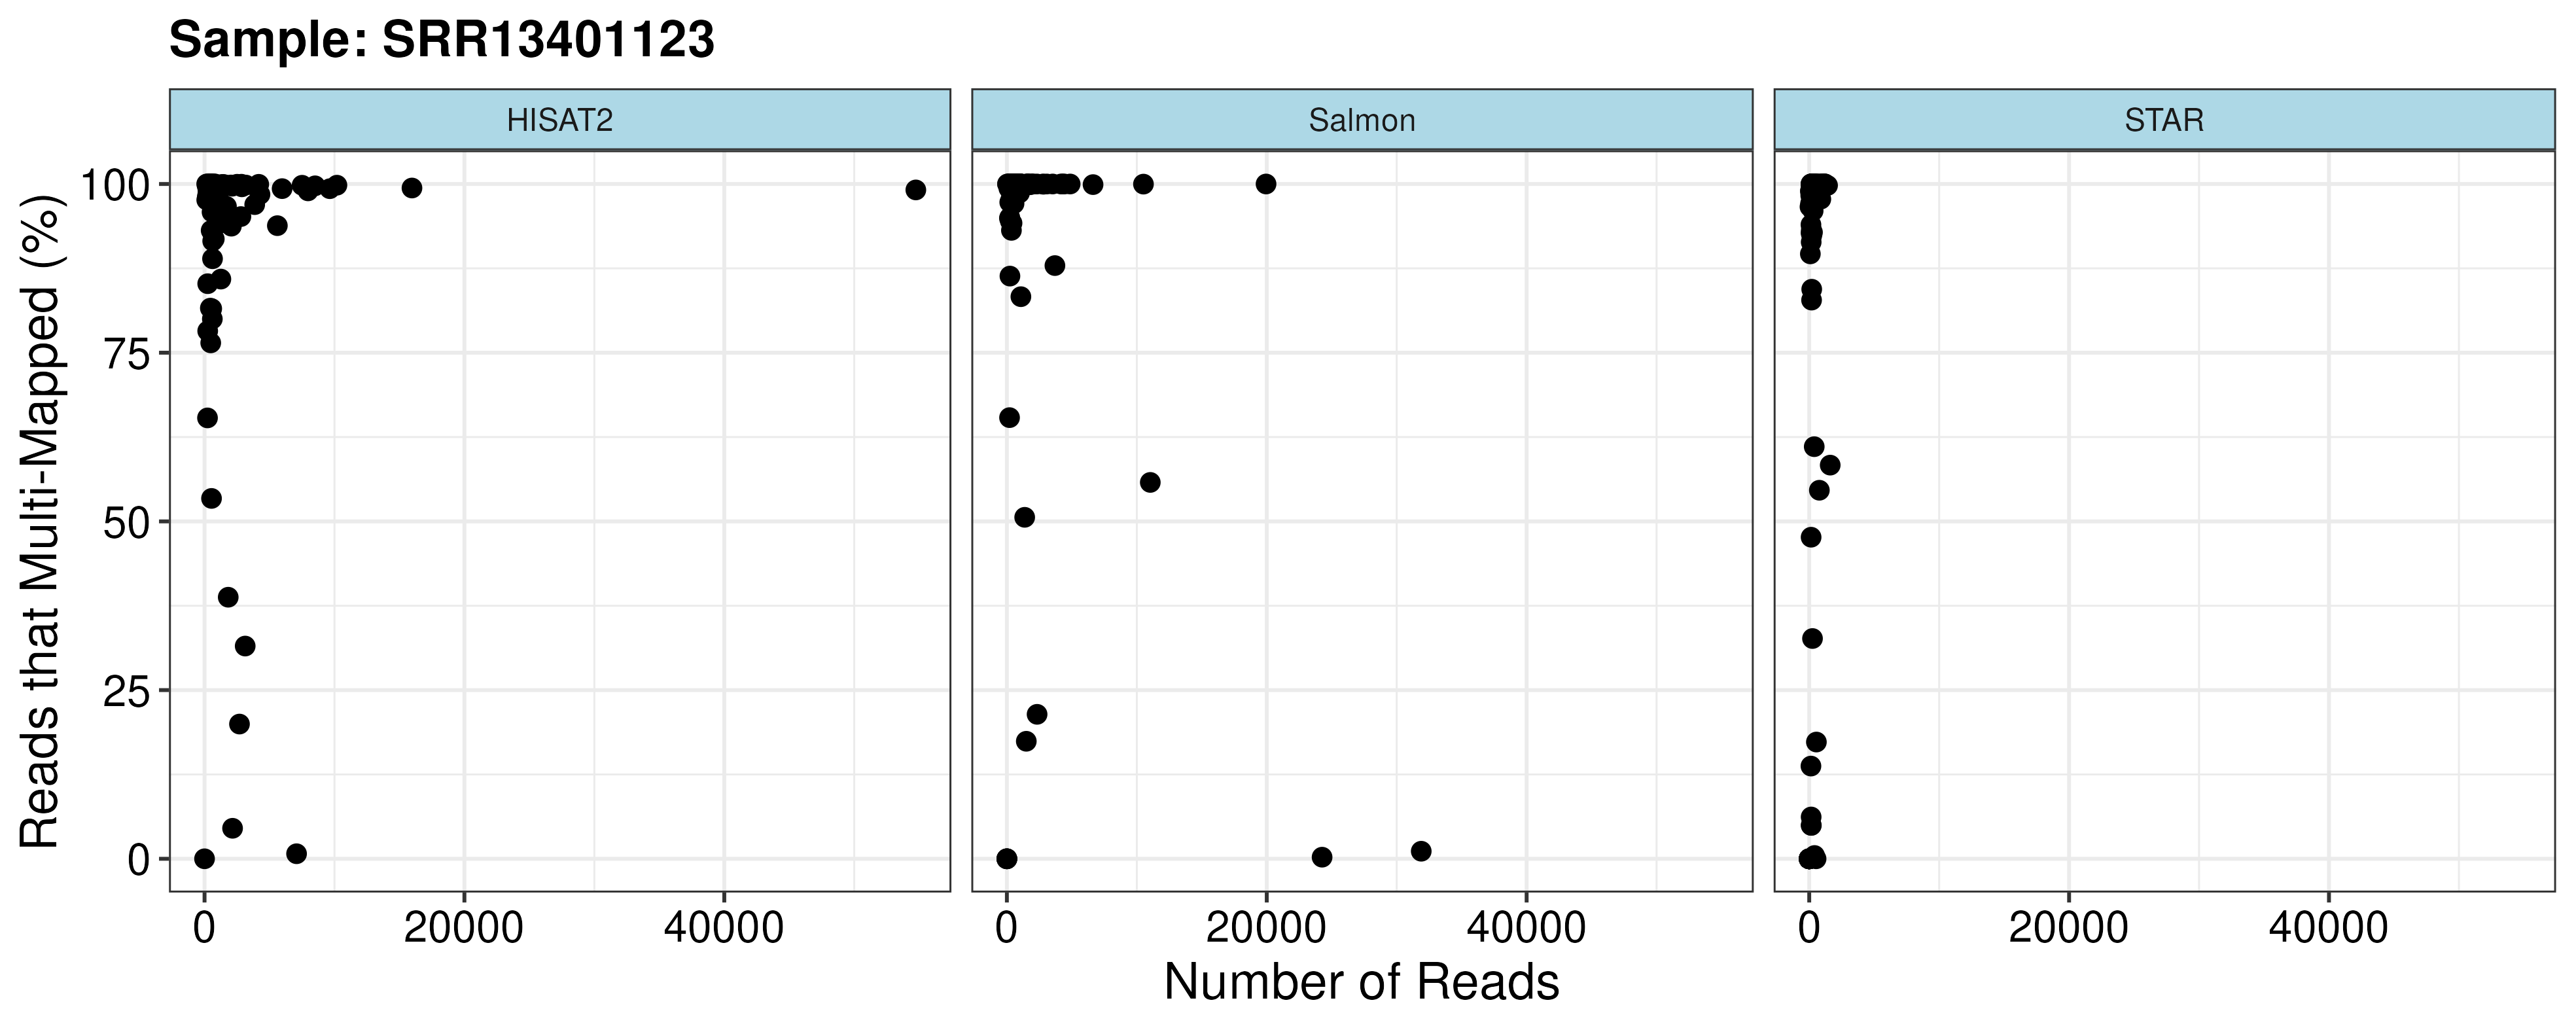 Sample: SRR13401123
HISAT2
Salmon
STAR
Reads that Multi-Mapped (%)
100
75
50
25
0
0 20000 40000
0 20000 40000
0 20000 40000
Number of Reads